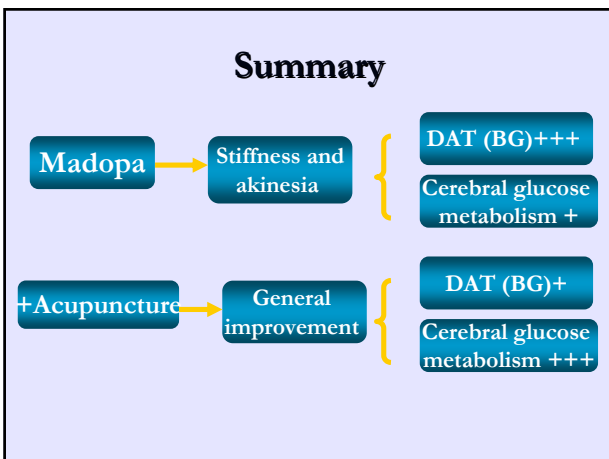 Summary
Madopa
Stiffness and
akinesia
DAT (BG)+++
Cerebral glucose
metabolism +
+Acupuncture
General
improvement
DAT (BG)+
Cerebral glucose
metabolism +++